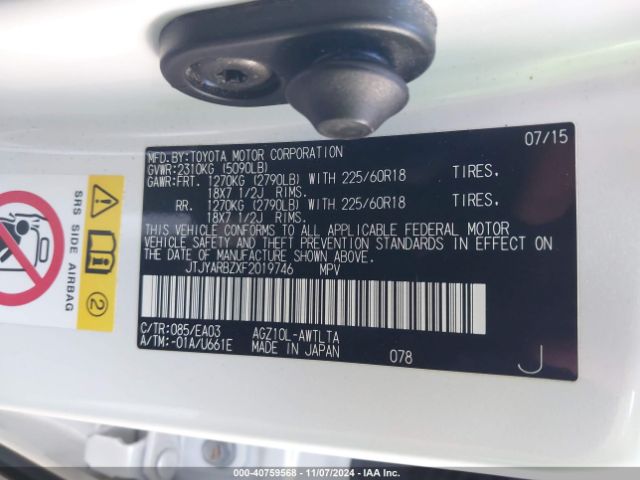 07/15
MFD.BY:TOYOTA MOTOR CORPORATION
GVWR:2310KG (5090LB)
GAWR:FRT. 1270KG (2790LB) WITH 225/60R18 TIRES.
18X7 1/2J RIMS.
RR. 1270KG (2790LB) WITH 225/60R18 TIRES.
18X7 1/2J RIMS.
THIS VEHICLE CONFORMS TO ALL APPLICABLE FEDERAL MOTOR
VEHICLE SAFETY AND THEFT PREVENTION STANDARDS IN EFFECT ON
THE DATE OF MANUFACTURE SHOWN ABOVE.
JTJYARBZXF2019746 MPV
C/TR:085/EA03 AGZ10L-AWTLTA
A/TM:-01A/U661E MADE IN JAPAN 078 J
SRS SIDE AIRBAG
2
000-40759568 - 11/07/2024 - IAA Inc.